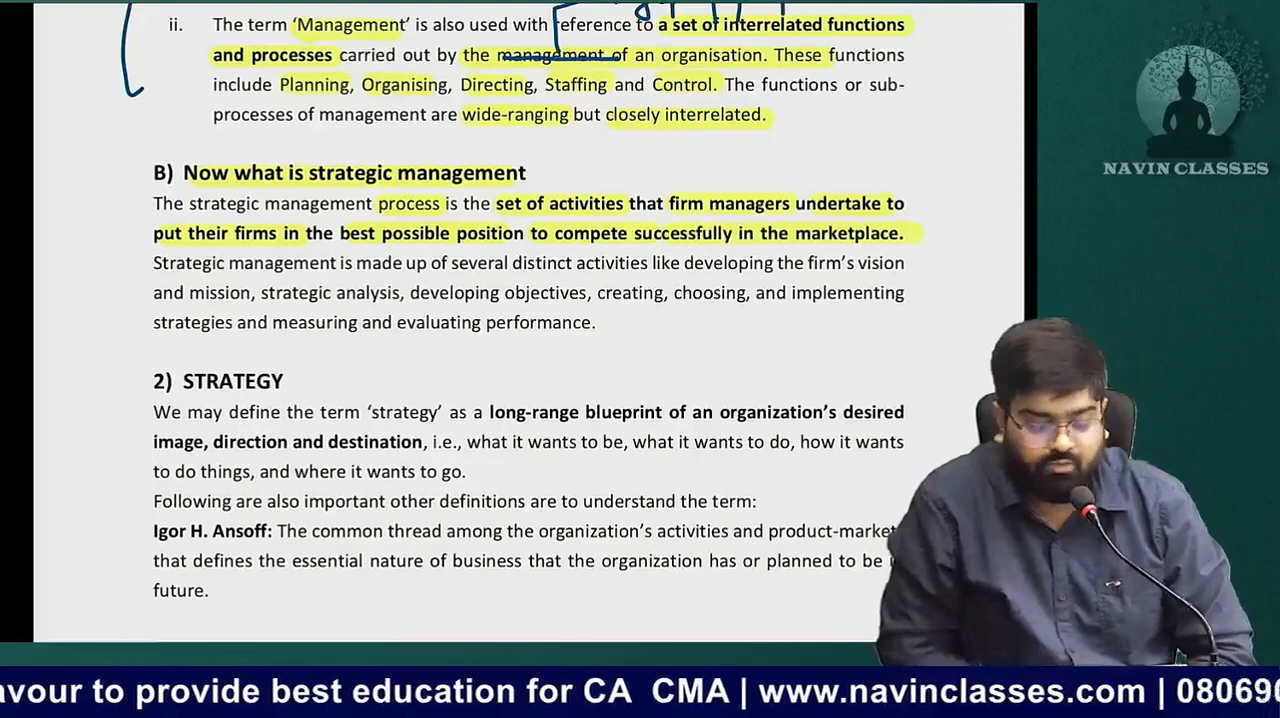 ii. The term ‘Management’ is also used with reference to a set of interrelated functions
and processes carried out by the management of an organisation. These functions
include Planning, Organising, Directing, Staffing and Control. The functions or sub-
processes of management are wide-ranging but closely interrelated.
NAVIN CLASSES
B) Now what is strategic management
The strategic management process is the set of activities that firm managers undertake to
put their firms in the best possible position to compete successfully in the marketplace.
Strategic management is made up of several distinct activities like developing the firm’s vision
and mission, strategic analysis, developing objectives, creating, choosing, and implementing
strategies and measuring and evaluating performance.
2) STRATEGY
We may define the term ‘strategy’ as a long-range blueprint of an organization’s desired
image, direction and destination, i.e., what it wants to be, what it wants to do, how it wants
to do things, and where it wants to go.
Following are also important other definitions are to understand the term:
Igor H. Ansoff: The common thread among the organization’s activities and product-market
that defines the essential nature of business that the organization has or planned to be
future.
avour to provide best education for CA CMA | www.navinclasses.com | 08069